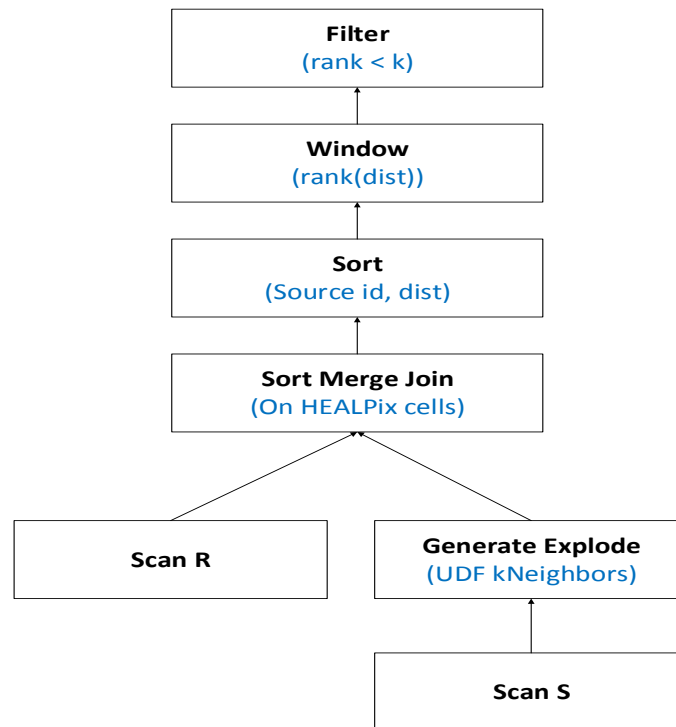 Filter
(rank < k)
Window
(rank(dist))
Sort
(Source id, dist)
Sort Merge Join
(On HEALPix cells)
Scan R
Generate Explode
(UDF kNeighbors)
Scan S